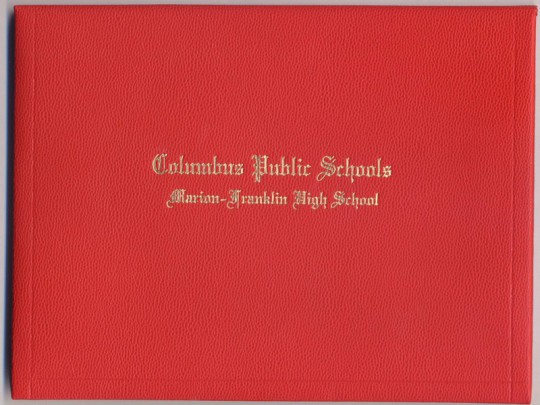 Columbus Public Schools
Marion-Franklin High School